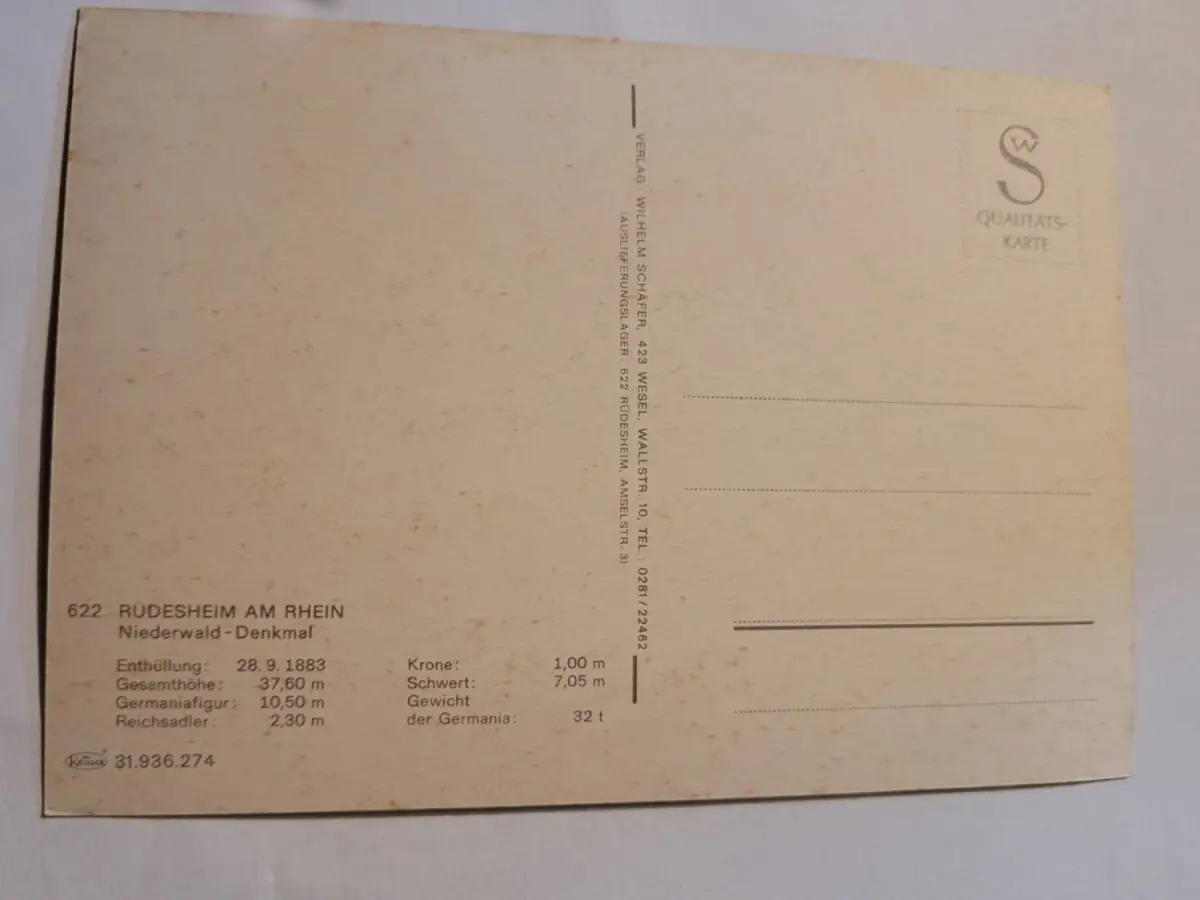 622 RÜDESHEIM AM RHEIN
Niederwald-Denkmal
Enthüllung: 28. 9. 1883
Gesamthöhe: 37,60 m
Germaniafigur: 10,50 m
Reichsadler: 2,30 m
Krone: 1,00 m
Schwert: 7,05 m
Gewicht
der Germania: 32 t
Krüger 31.936.274
VERLAG: WILHELM SCHÄFER, 423 WESEL, WALLSTR. 10, TEL.: 0281/22462
(AUSLIEFERUNGSLAGER: 622 RÜDESHEIM, AMSELSTR. 3)
SW
QUALITÄTS-
KARTE